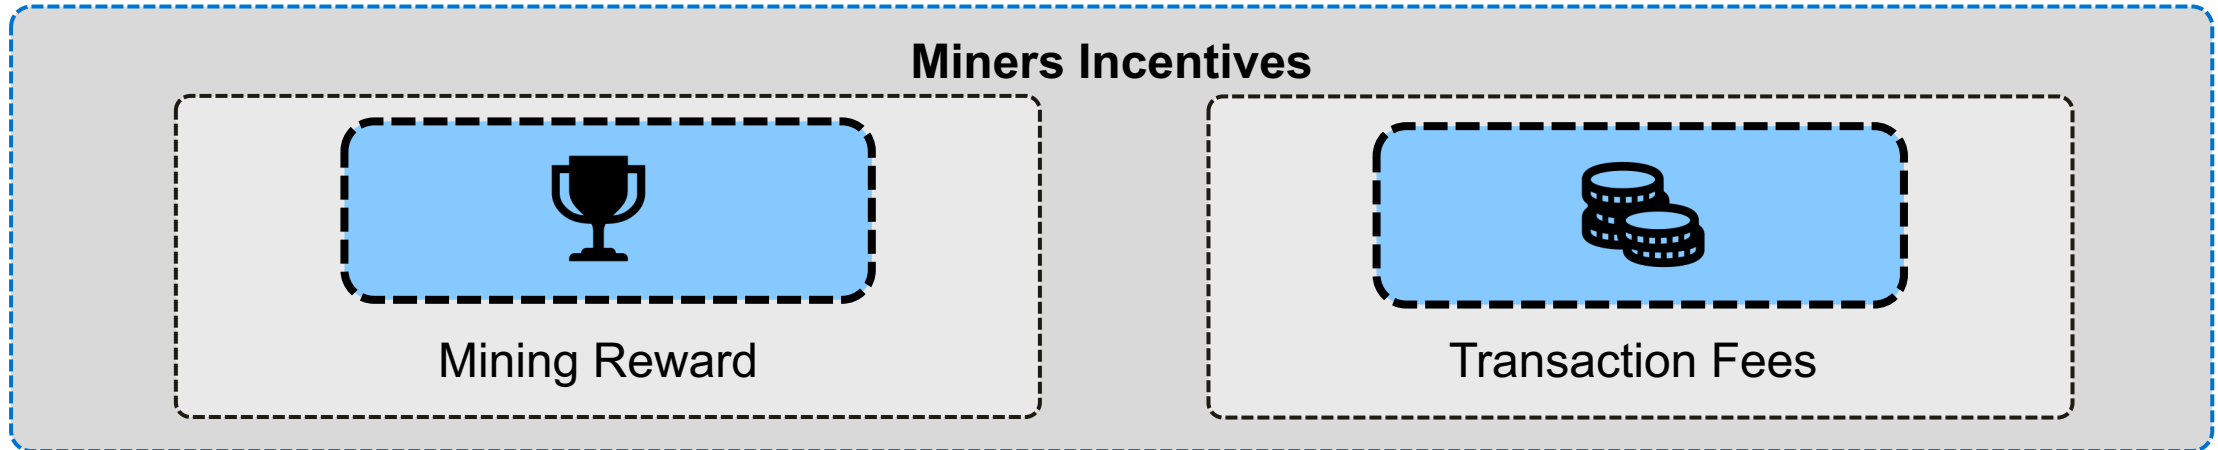 Miners Incentives
Mining Reward
Transaction Fees